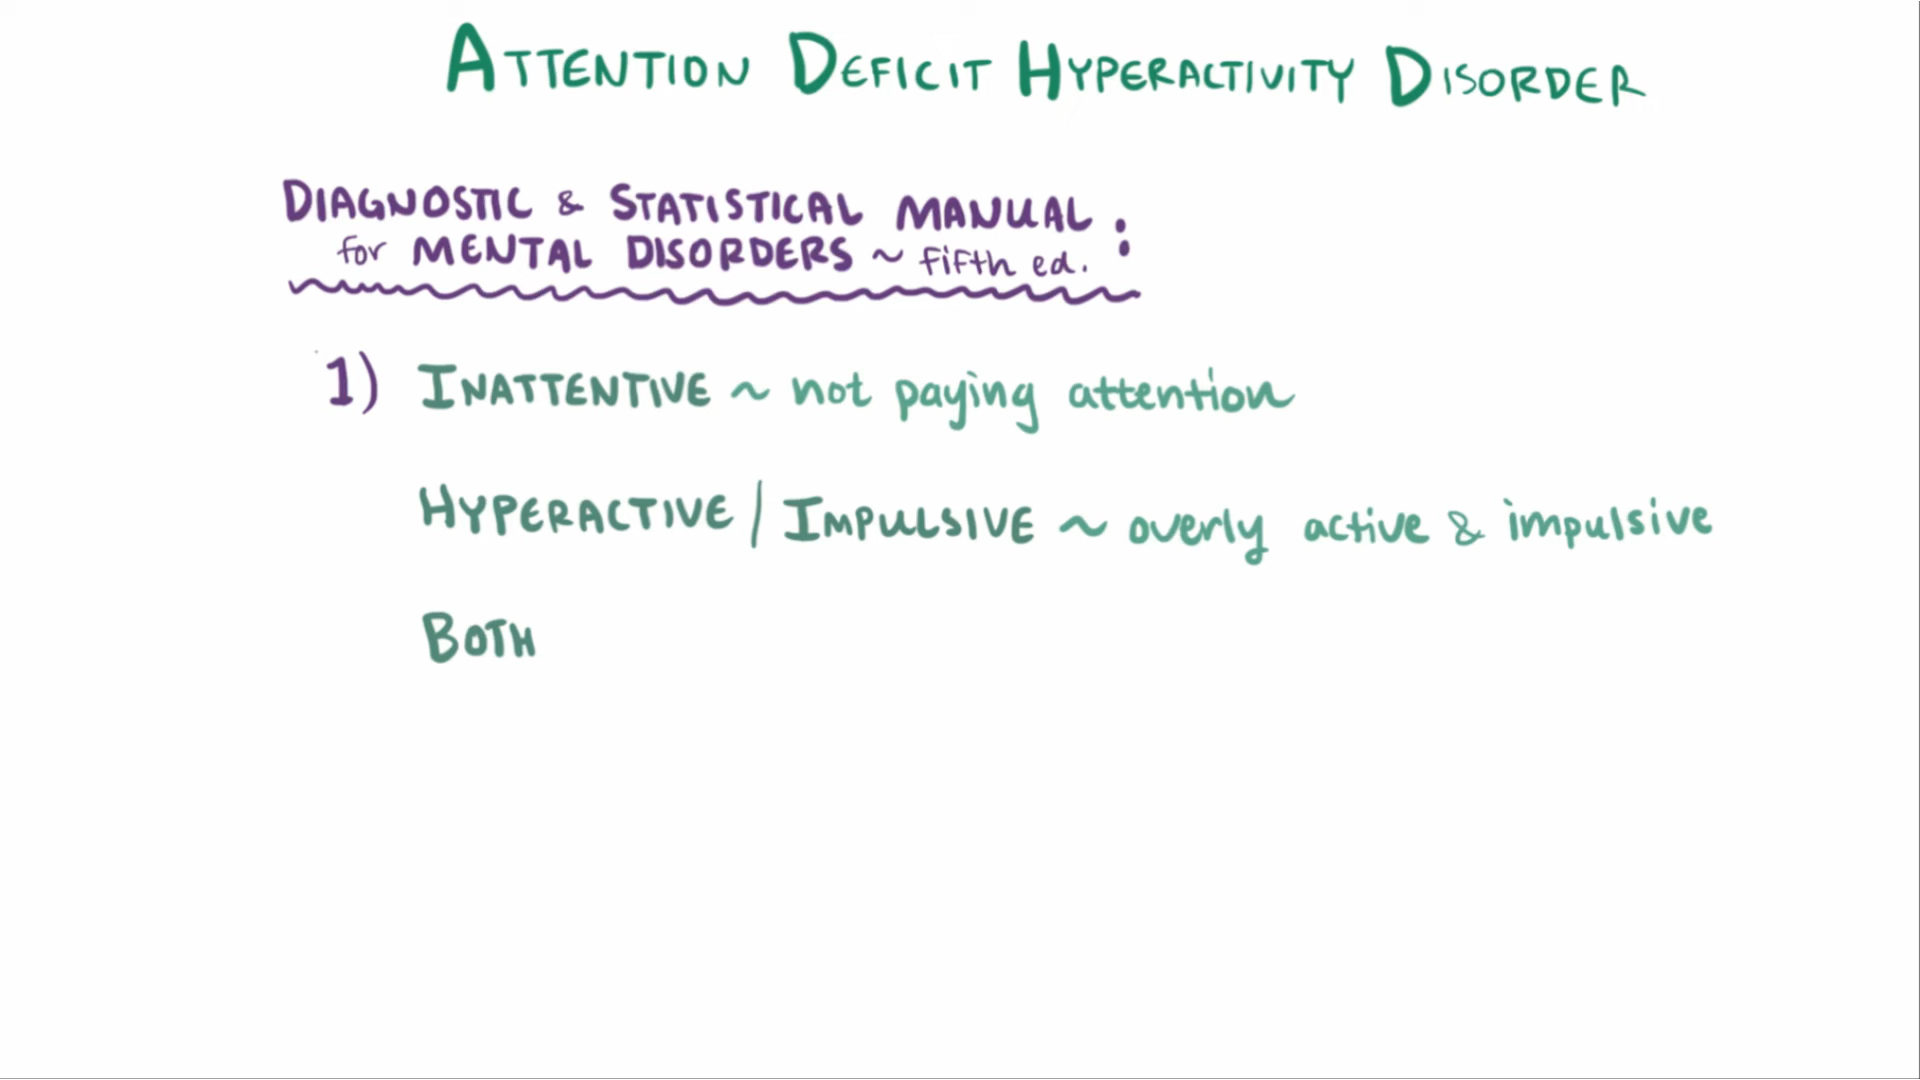 ATTENTION DEFICIT HYPERACTIVITY DISORDER
DIAGNOSTIC & STATISTICAL MANUAL
for MENTAL DISORDERS ~ fifth ed. :
1) INATTENTIVE ~ not paying attention
HYPERACTIVE / IMPULSIVE ~ overly active & impulsive
BOTH